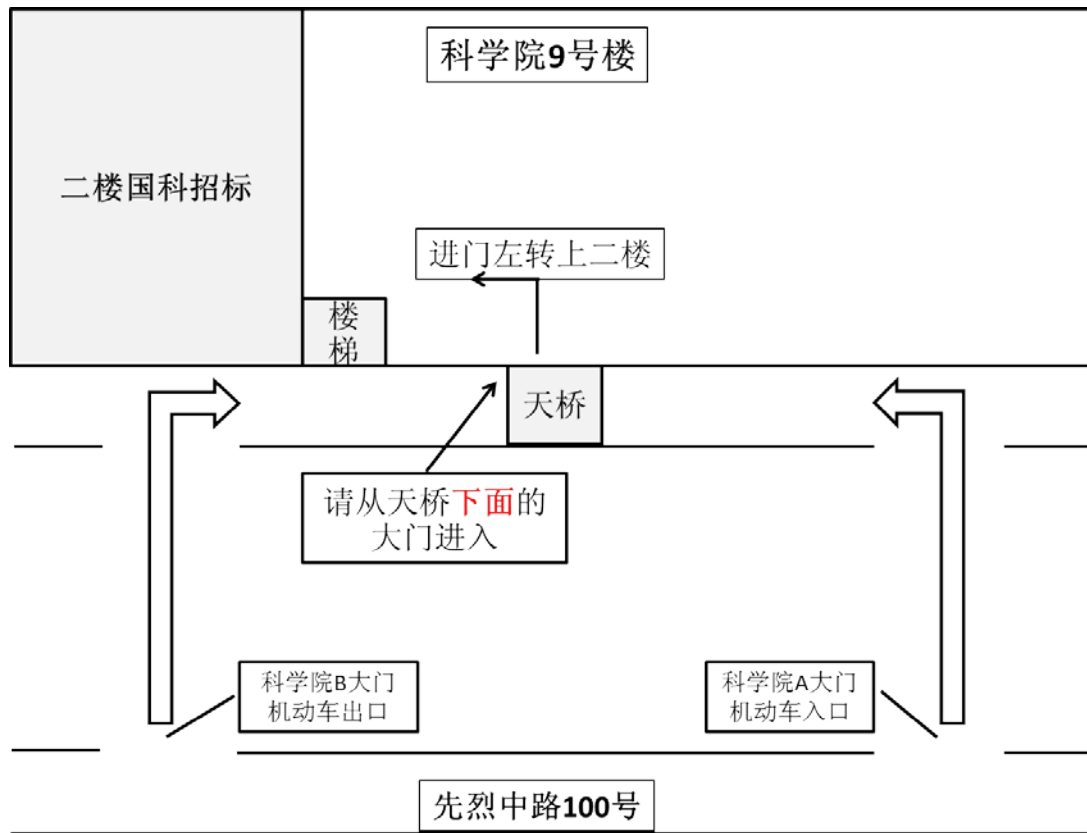 科学院9号楼
二楼国科招标
进门左转上二楼
楼
梯
天桥
请从天桥下面的
大门进入
科学院B大门
机动车出口
科学院A大门
机动车入口
先烈中路100号